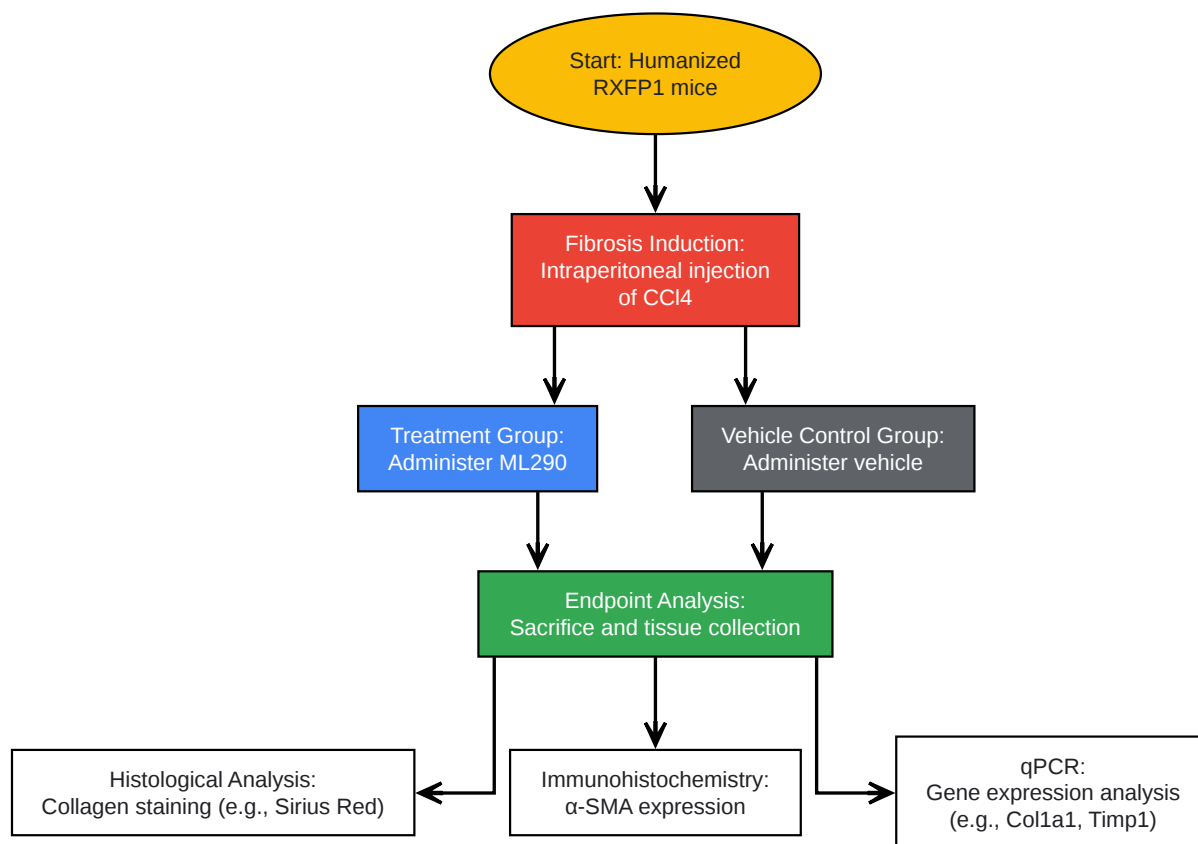 Start: Humanized
RXFP1 mice
Fibrosis Induction:
Intraperitoneal injection
of CCl4
Treatment Group:
Administer ML290
Vehicle Control Group:
Administer vehicle
Endpoint Analysis:
Sacrifice and tissue collection
Histological Analysis:
Collagen staining (e.g., Sirius Red)
Immunohistochemistry:
α-SMA expression
qPCR:
Gene expression analysis
(e.g., Col1a1, Timp1)